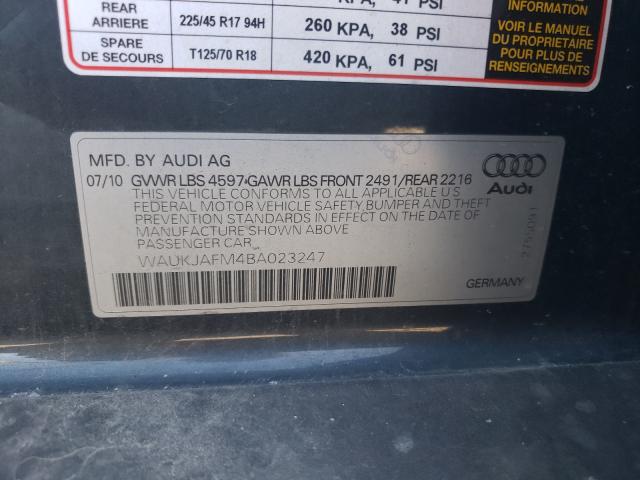 REAR
ARRIERE
225/45 R17 94H
260 KPA, 38 PSI
SPARE
DE SECOURS
T125/70 R18
420 KPA, 61 PSI
VOIR LE MANUEL
DU PROPRIETAIRE
POUR PLUS DE
RENSEIGNEMENTS
MFD. BY AUDI AG
07/10 GVWR LBS 4597 GAWR LBS FRONT 2491/REAR 2216
THIS VEHICLE CONFORMS TO ALL APPLICABLE U S
FEDERAL MOTOR VEHICLE SAFETY, BUMPER AND THEFT
PREVENTION STANDARDS IN EFFECT ON THE DATE OF
MANUFACTURE SHOWN ABOVE
PASSENGER CAR
WAUKJAFM4BA023247
Audi
GERMANY